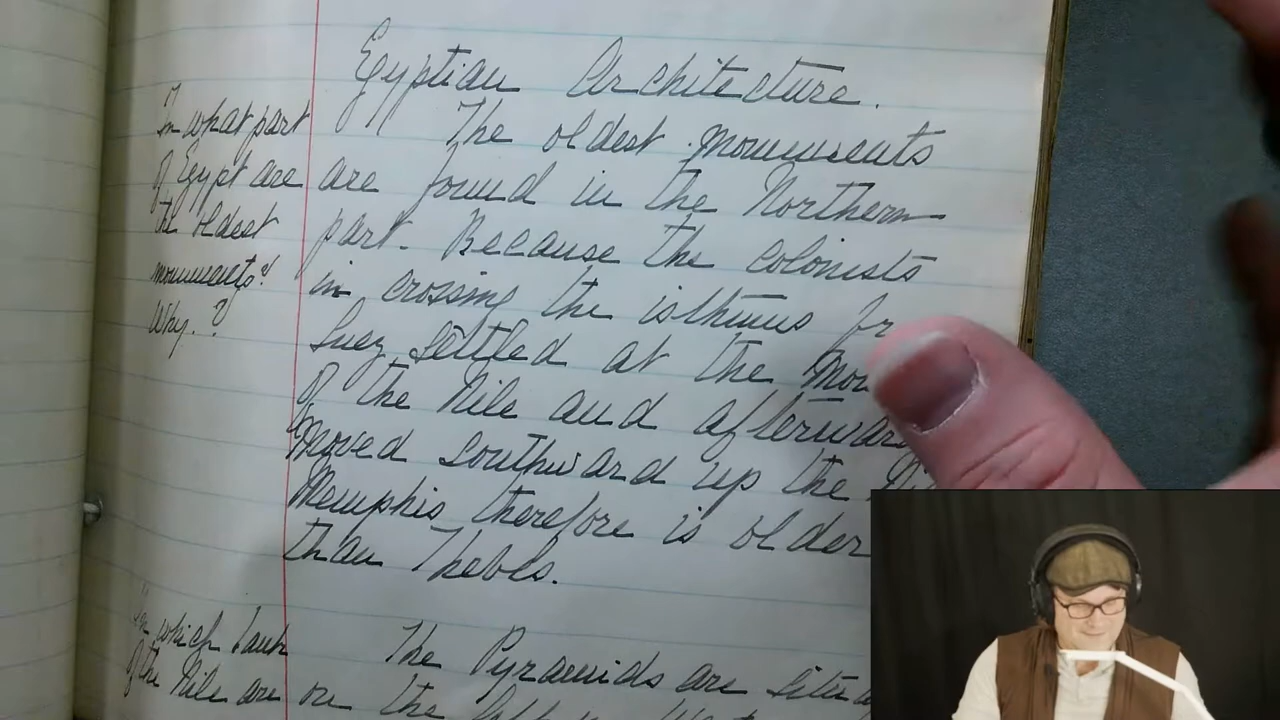 Egyptian Architecture.
In what part
of Egypt are
the oldest
monuments?
Why.?
The oldest monuments
are found in the Northern
part. Because the colonists
in crossing the isthmus
Suez, settled at the
of the Nile and
moved southward up the
Memphis, therefore is older
than Thebes.
In which bank
of the Nile are
The Pyramids are
on the